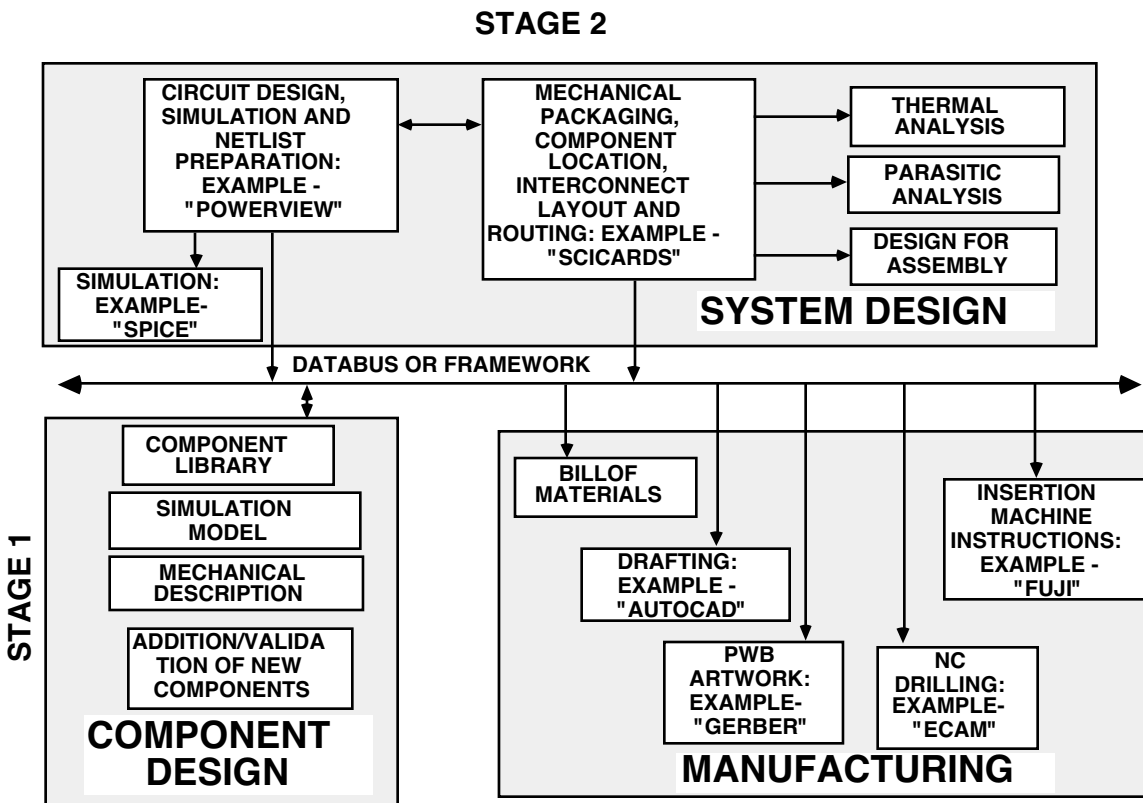 STAGE 2
CIRCUIT DESIGN,
SIMULATION AND
NETLIST
PREPARATION:
EXAMPLE -
"POWERVIEW"
MECHANICAL
PACKAGING,
COMPONENT
LOCATION,
INTERCONNECT
LAYOUT AND
ROUTING: EXAMPLE -
"SCICARDS"
THERMAL
ANALYSIS
PARASITIC
ANALYSIS
DESIGN FOR
ASSEMBLY
SIMULATION:
EXAMPLE-
"SPICE"
SYSTEM DESIGN
DATABUS OR FRAMEWORK
STAGE 1
COMPONENT
LIBRARY
SIMULATION
MODEL
MECHANICAL
DESCRIPTION
ADDITION/VALIDA
TION OF NEW
COMPONENTS
COMPONENT
DESIGN
BILLOF
MATERIALS
DRAFTING:
EXAMPLE -
"AUTOCAD"
PWB
ARTWORK:
EXAMPLE-
"GERBER"
NC
DRILLING:
EXAMPLE-
"ECAM"
INSERTION
MACHINE
INSTRUCTIONS:
EXAMPLE -
"FUJI"
MANUFACTURING